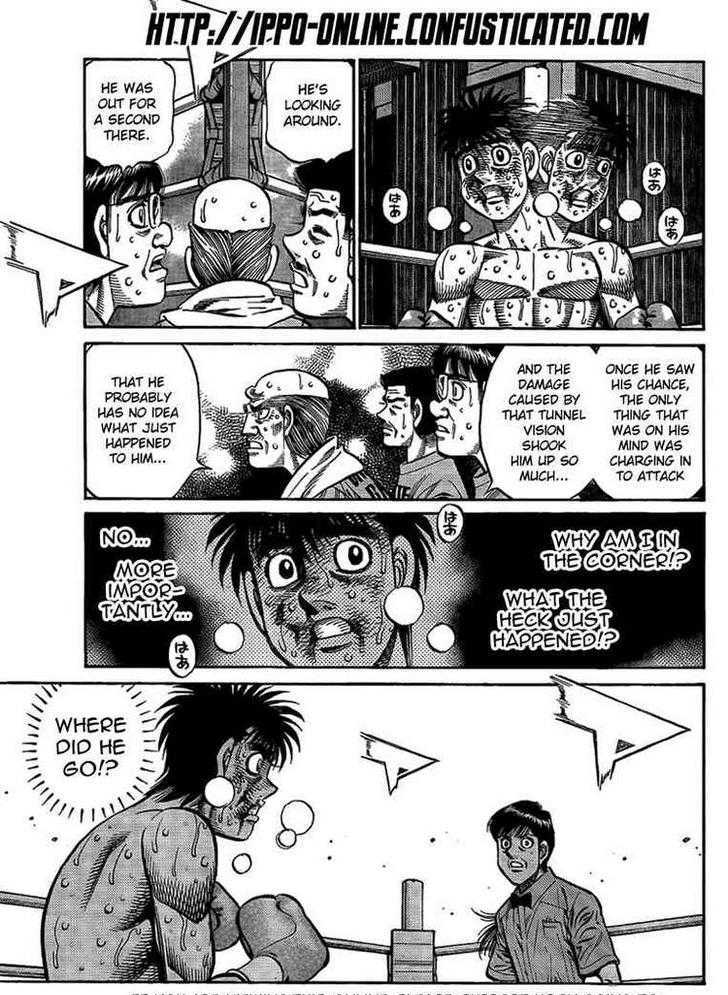 HTTP://IPPO-ONLINE.CONFUSTICATED.COM
はあ
はあ
はあ
HE'S
LOOKING
AROUND.
HE WAS
OUT FOR
A SECOND
THERE.
ONCE HE SAW
HIS CHANCE,
THE ONLY
THING THAT
WAS ON HIS
MIND WAS
CHARGING IN
TO ATTACK
AND THE
DAMAGE
CAUSED BY
THAT TUNNEL
VISION
SHOOK
HIM UP SO
MUCH...
THAT HE
PROBABLY
HAS NO IDEA
WHAT JUST
HAPPENED
TO HIM...
WHY AM I IN
THE CORNER!?
WHAT THE
HECK JUST
HAPPENED!?
はあ
NO...
MORE
IMPOR-
TANTLY...
はあ
WHERE
DID HE
GO!?